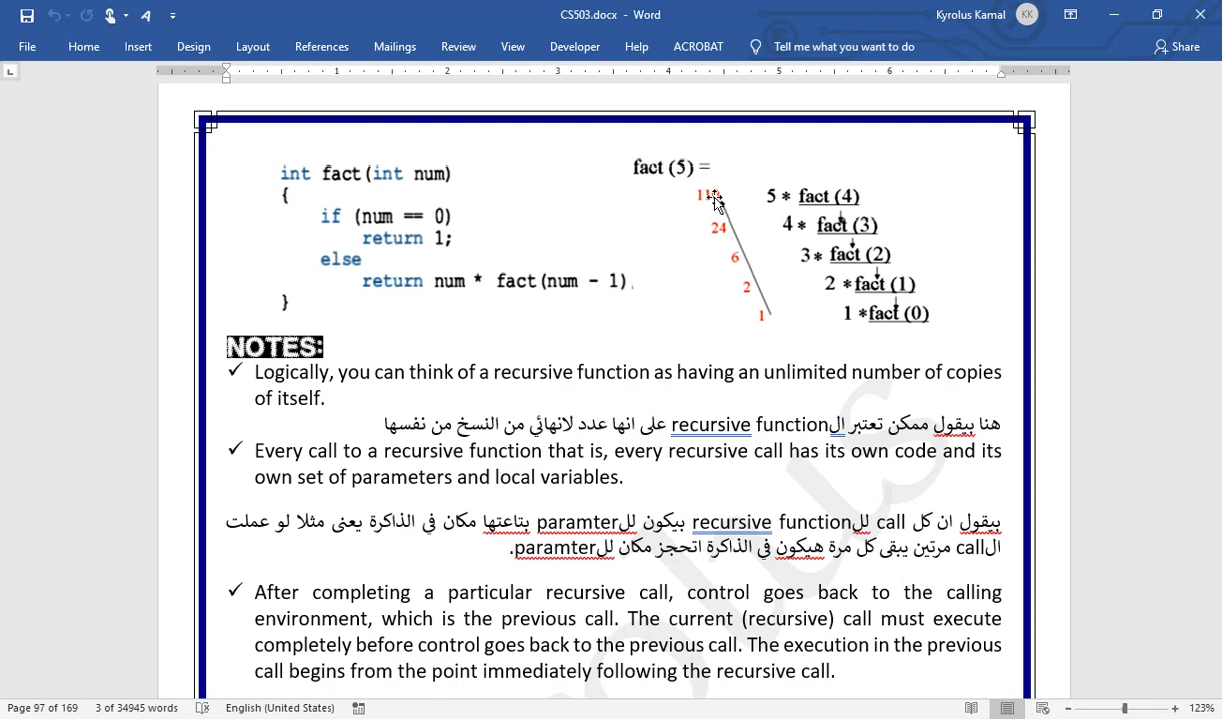 CS503.docx - Word
Kyrolus Kamal
KK
File Home Insert Design Layout References Mailings Review View Developer Help ACROBAT Tell me what you want to do Share
1 2 3 4 5 6
int fact(int num)
{
if (num == 0)
return 1;
else
return num * fact(num - 1)
}
fact (5) =
5 * fact (4)
24 4 * fact (3)
6 3 * fact (2)
2 2 * fact (1)
1 1 * fact (0)
NOTES:
✓ Logically, you can think of a recursive function as having an unlimited number of copies
of itself.
هنا بيقول ممكن تعتبر الrecursive function على انها عدد لانهائي من النسخ من نفسها
✓ Every call to a recursive function that is, every recursive call has its own code and its
own set of parameters and local variables.
بيقول ان كل call للrecursive function بيكون للparamter بتاعتها مكان في الذاكرة يعنى مثلا لو عملت
الcall مرتين يبقى كل مرة هيكون في الذاكرة اتحجز مكان للparamter.
✓ After completing a particular recursive call, control goes back to the calling
environment, which is the previous call. The current (recursive) call must execute
completely before control goes back to the previous call. The execution in the previous
call begins from the point immediately following the recursive call.
Page 97 of 169 3 of 34945 words English (United States) 123%